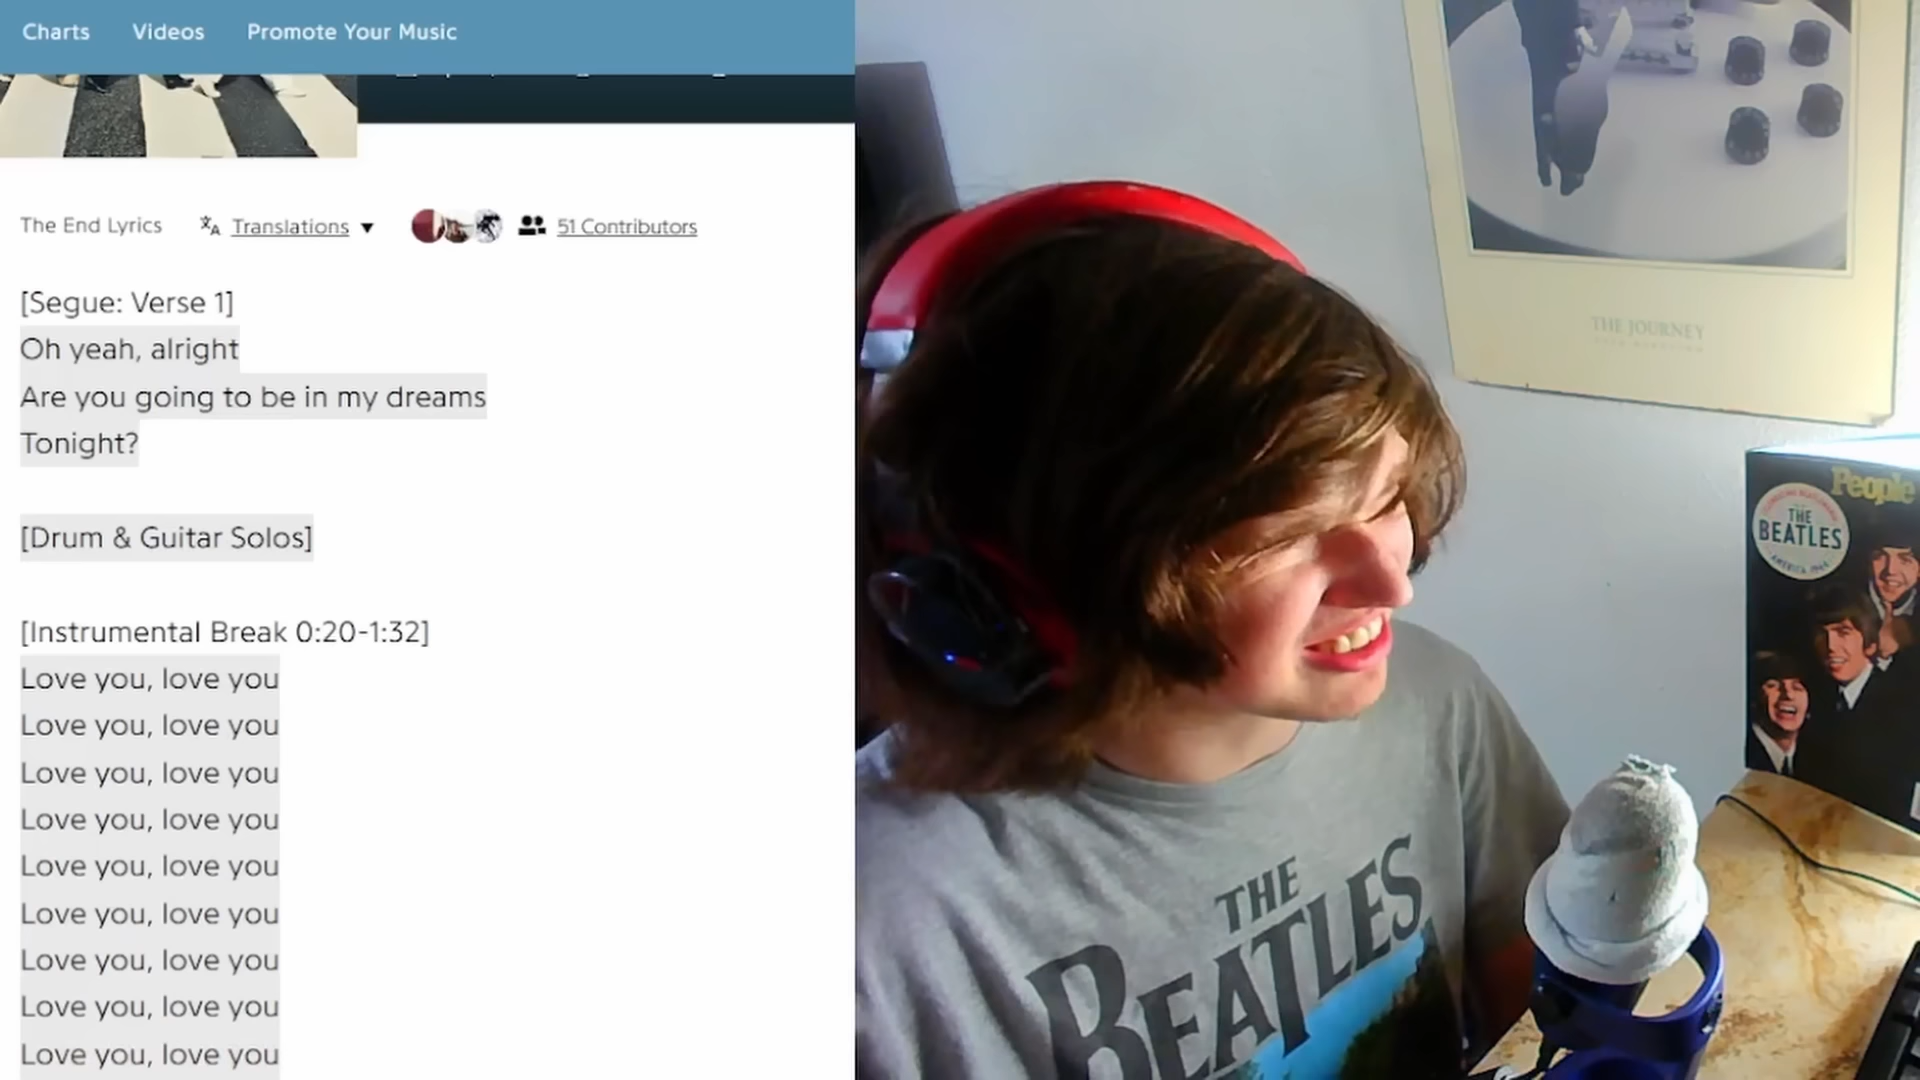 Charts Videos Promote Your Music
The End Lyrics Translations ▼ 51 Contributors
[Segue: Verse 1]
Oh yeah, alright
Are you going to be in my dreams
Tonight?
[Drum & Guitar Solos]
[Instrumental Break 0:20-1:32]
Love you, love you
Love you, love you
Love you, love you
Love you, love you
Love you, love you
Love you, love you
Love you, love you
Love you, love you
Love you, love you
THE JOURNEY
People
THE
BEATLES
THE
BEATLES